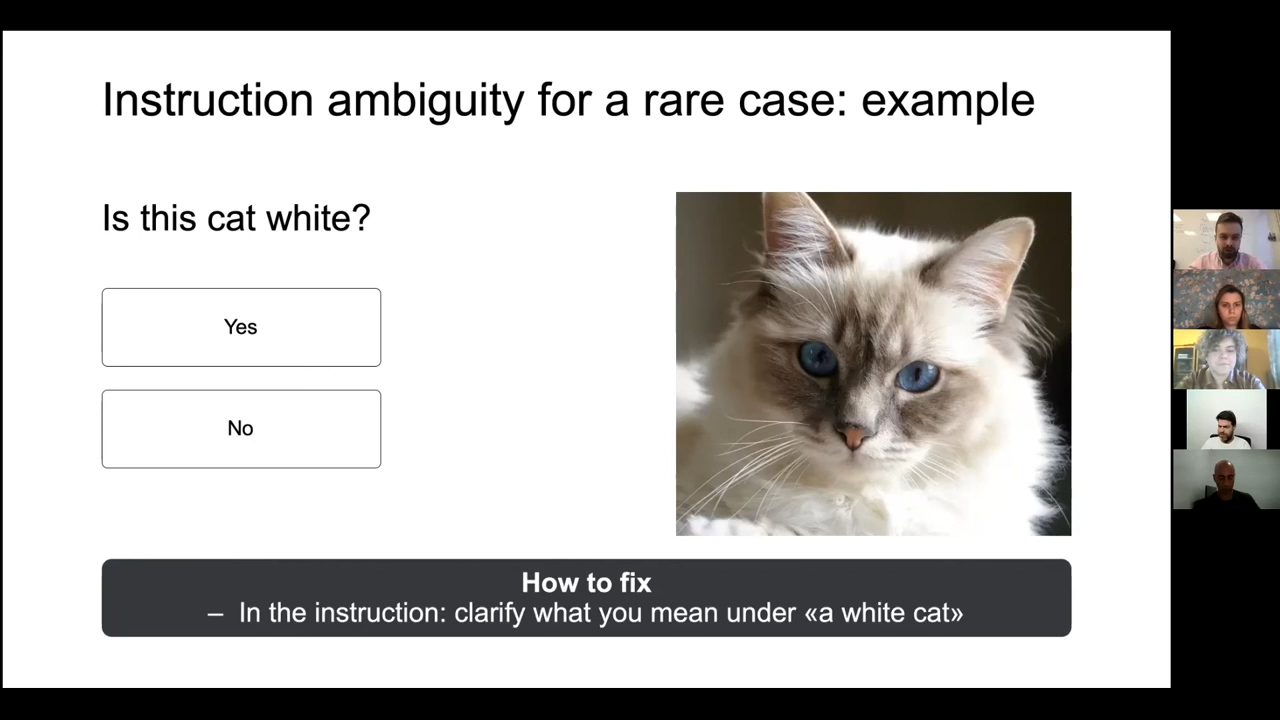 Instruction ambiguity for a rare case: example
Is this cat white?
Yes
No
How to fix
– In the instruction: clarify what you mean under «a white cat»